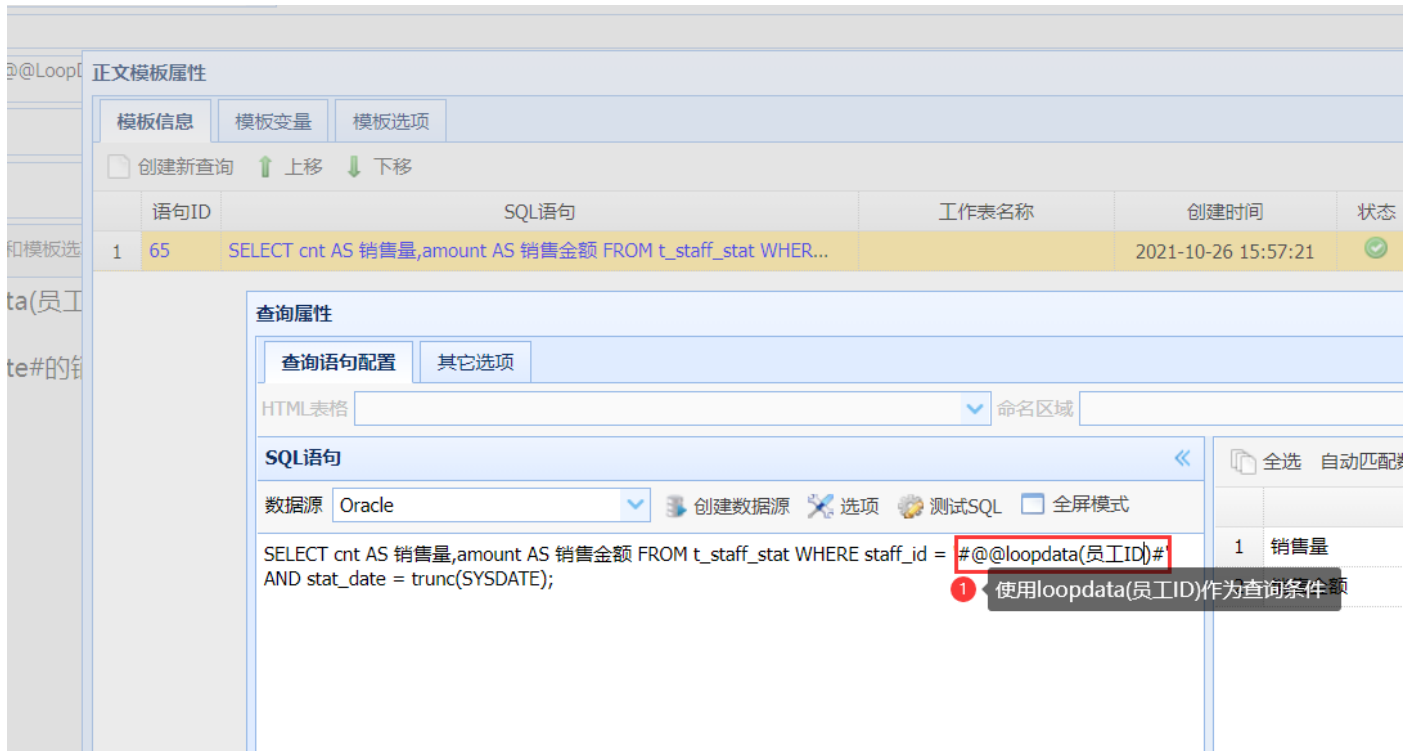 @@LoopD
正文模板属性
模板信息 模板变量 模板选项
创建新查询 上移 下移
语句ID SQL语句 工作表名称 创建时间 状态
和模板选
1 65 SELECT cnt AS 销售量,amount AS 销售金额 FROM t_staff_stat WHER... 2021-10-26 15:57:21
ta(员工
查询属性
te#的销
查询语句配置 其它选项
HTML表格 命名区域
SQL语句
全选 自动匹配数
数据源 Oracle 创建数据源 选项 测试SQL 全屏模式
SELECT cnt AS 销售量,amount AS 销售金额 FROM t_staff_stat WHERE staff_id = '#@@loopdata(员工ID)#'
1 销售量
AND stat_date = trunc(SYSDATE);
1 使用loopdata(员工ID)作为查询条件